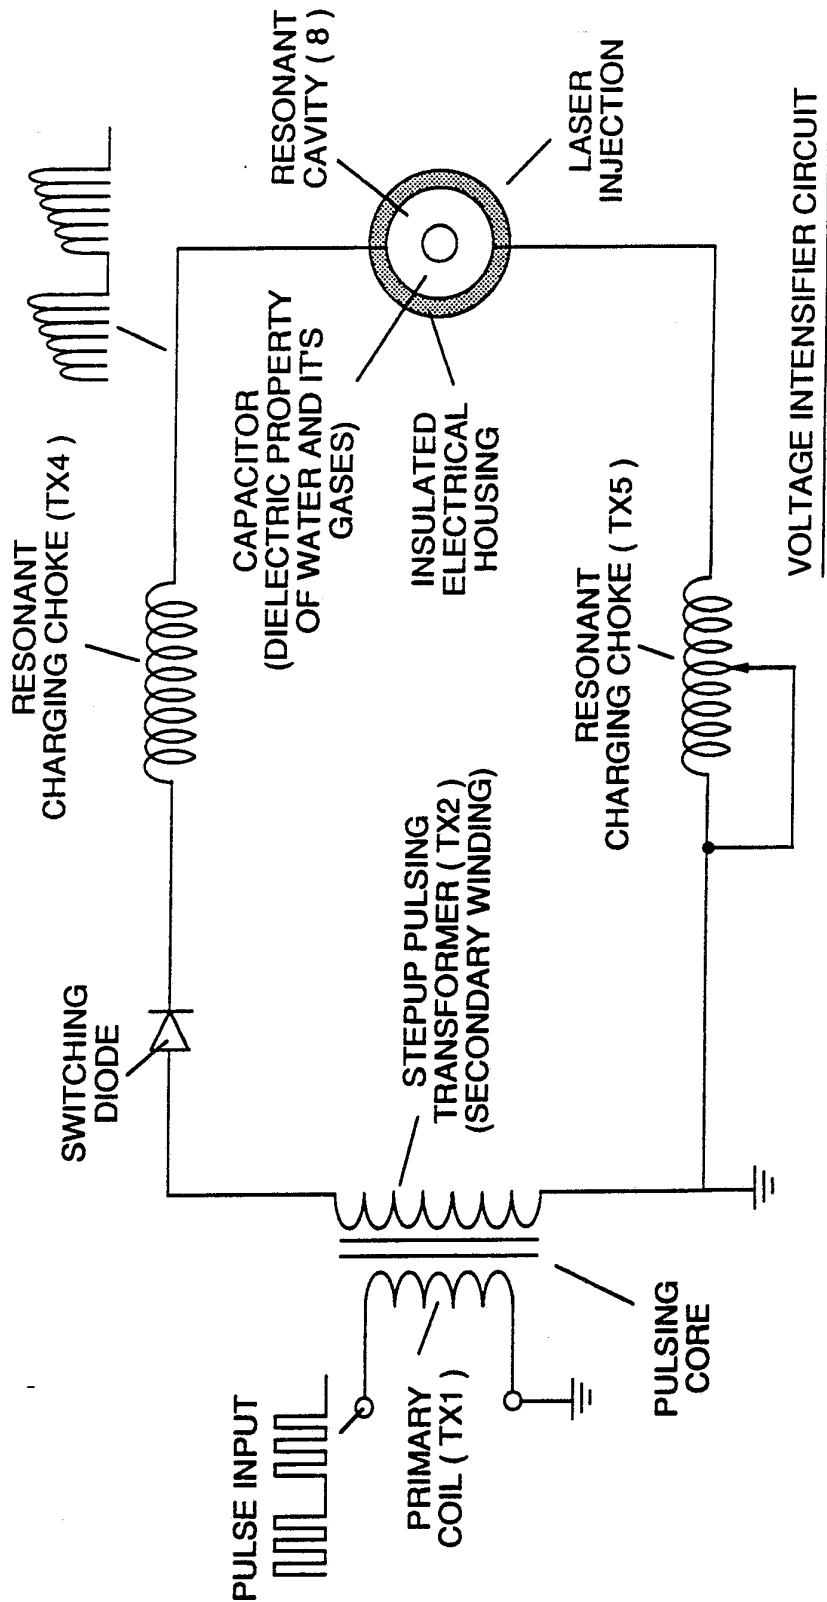 RESONANT
CHARGING CHOKE (TX4 )
SWITCHING
DIODE
PULSE INPUT
PRIMARY
COIL ( TX1 )
STEPUP PULSING
TRANSFORMER ( TX2 )
(SECONDARY WINDING)
PULSING
CORE
CAPACITOR
(DIELECTRIC PROPERTY
OF WATER AND IT'S
GASES)
RESONANT
CAVITY ( 8 )
INSULATED
ELECTRICAL
HOUSING
LASER
INJECTION
RESONANT
CHARGING CHOKE ( TX5 )
VOLTAGE INTENSIFIER CIRCUIT